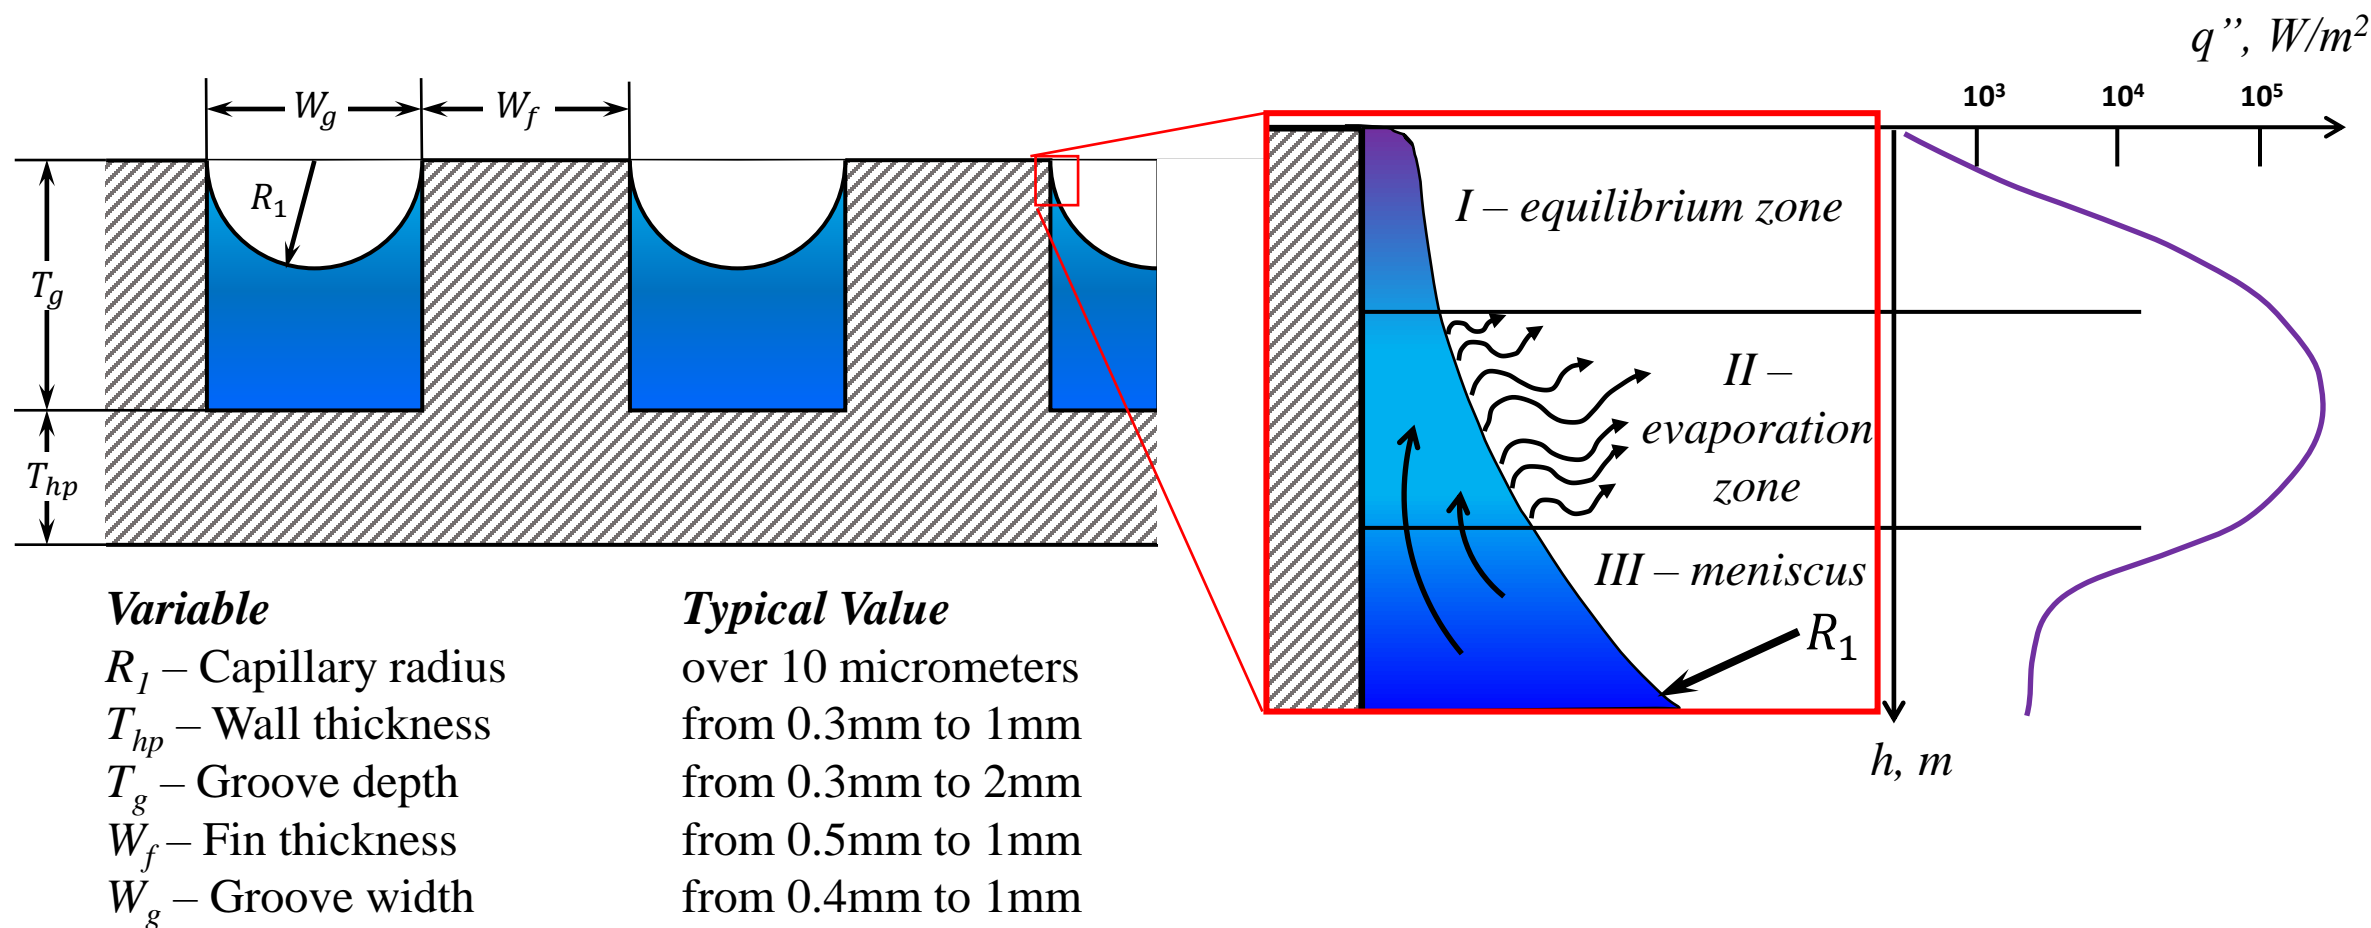 q”, W/m²
10³ 10⁴ 10⁵
W_g W_f
R₁
I – equilibrium zone
T_g
II –
evaporation
zone
T_hp
III – meniscus
R₁
h, m
Variable Typical Value
R₁ – Capillary radius over 10 micrometers
T_hp – Wall thickness from 0.3mm to 1mm
T_g – Groove depth from 0.3mm to 2mm
W_f – Fin thickness from 0.5mm to 1mm
W_g – Groove width from 0.4mm to 1mm